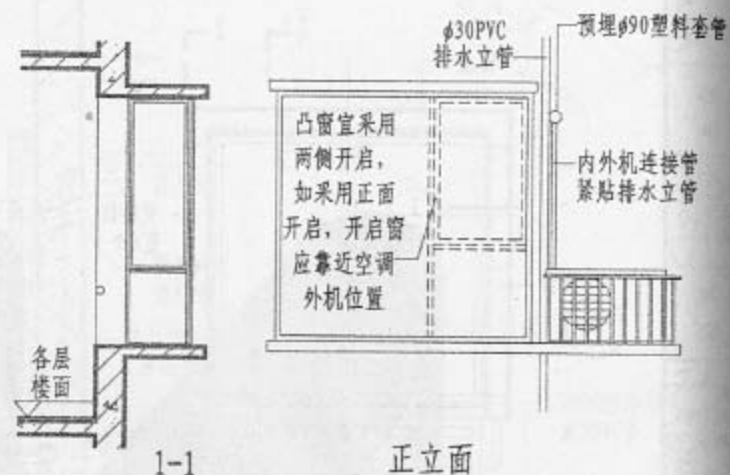 ϕ30PVC
排水立管
预埋ϕ90塑料套管
凸窗宜采用
两侧开启，
如采用正面
开启，开启窗
应靠近空调
外机位置
内外机连接管
紧贴排水立管
各层
楼面
1-1
正立面